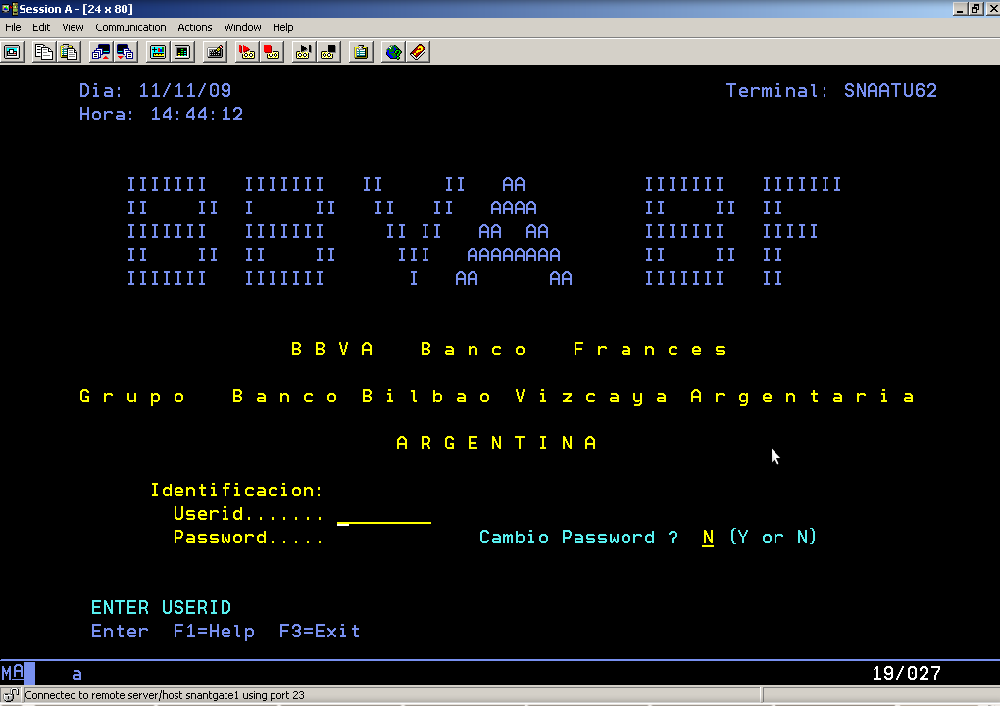 Session A - [24 x 80]
File Edit View Communication Actions Window Help
Dia: 11/11/09 Terminal: SNAATU62
Hora: 14:44:12
IIIIIII IIIIIII II II AA IIIIIII IIIIIII
II II I II II II AAAA II II II
IIIIIII IIIIIII II II AA AA IIIIIII IIIII
II II II II III AAAAAAAA II II II
IIIIIII IIIIIII I AA AA IIIIIII II
B B V A B a n c o F r a n c e s
G r u p o B a n c o B i l b a o V i z c a y a A r g e n t a r i a
A R G E N T I N A
Identificacion:
Userid.......
Password..... Cambio Password ? N (Y or N)
ENTER USERID
Enter F1=Help F3=Exit
MA a 19/027
Connected to remote server/host snantgate1 using port 23